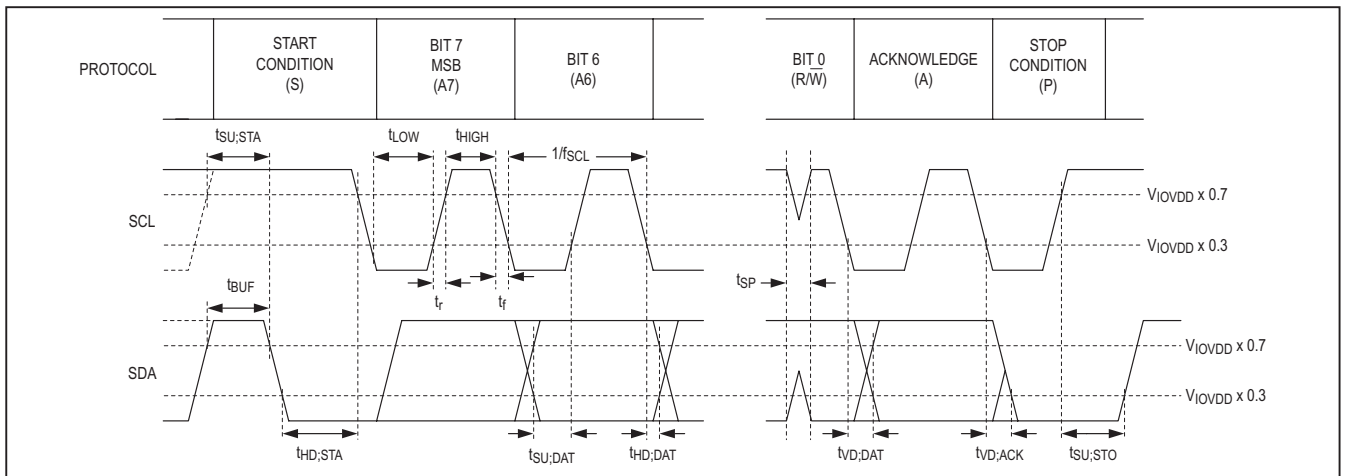 PROTOCOL
START
CONDITION
(S)
BIT 7
MSB
(A7)
BIT 6
(A6)
BIT 0
(R/W̅)
ACKNOWLEDGE
(A)
STOP
CONDITION
(P)
tSU;STA
tLOW
tHIGH
1/fSCL
VIOVDD x 0.7
SCL
VIOVDD x 0.3
tBUF
tr
tf
tSP
VIOVDD x 0.7
SDA
VIOVDD x 0.3
tHD;STA
tSU;DAT
tHD;DAT
tVD;DAT
tVD;ACK
tSU;STO